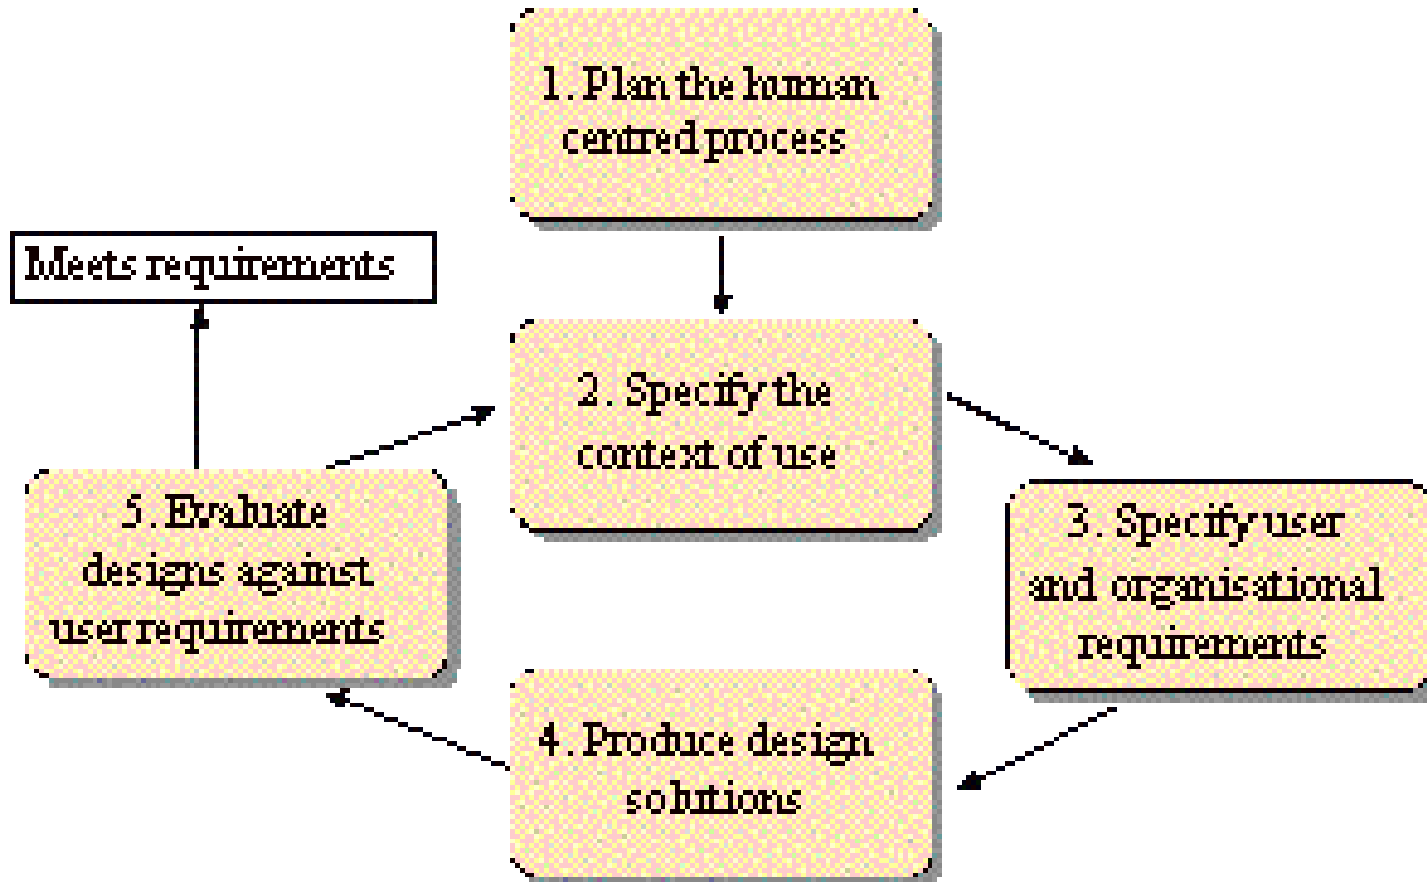 1. Plan the human
centred process
Meets requirements
2. Specify the
context of use
3. Specify user
and organisational
requirements
4. Produce design
solutions
5. Evaluate
designs against
user requirements